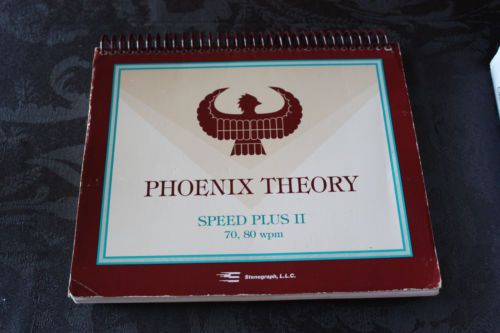 PHOENIX THEORY
SPEED PLUS II
70, 80 wpm
Stenograph, L.L.C.